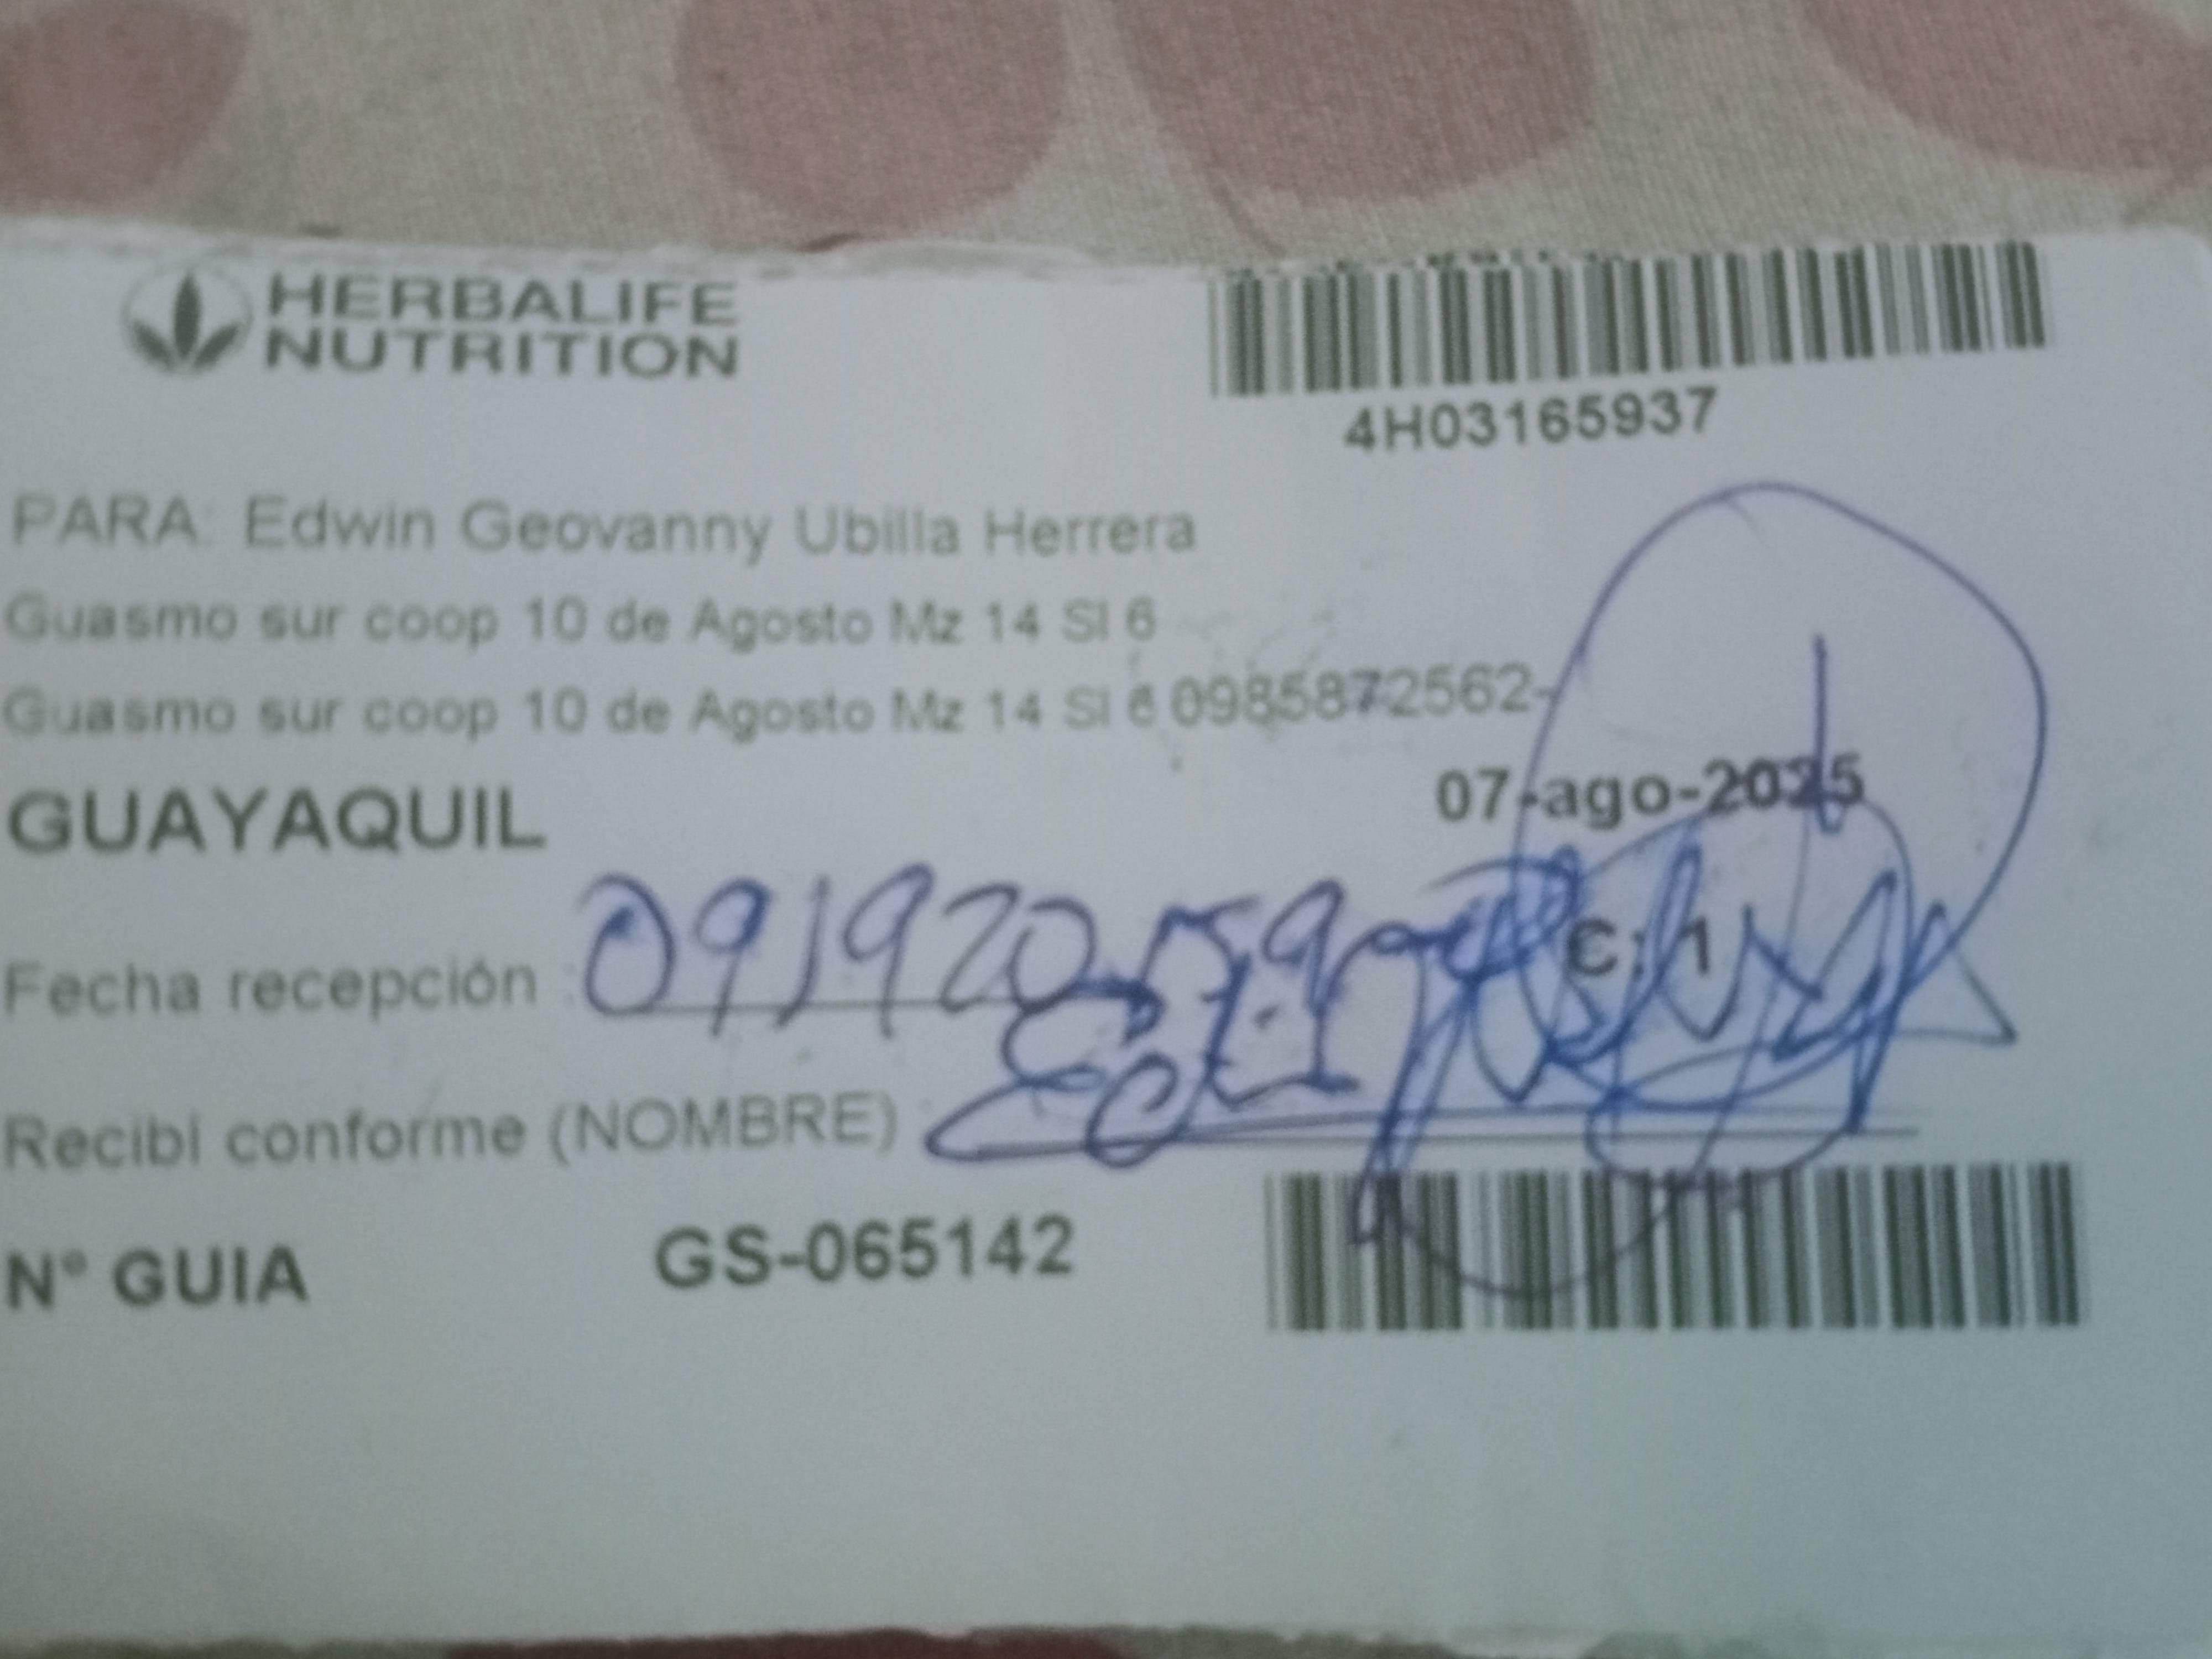 HERBALIFE
NUTRITION
4H03165937
PARA: Edwin Geovanny Ubilla Herrera
Guasmo sur coop 10 de Agosto Mz 14 Sl 6
Guasmo sur coop 10 de Agosto Mz 14 Sl 6 0985872562-
GUAYAQUIL
07-ago-2025
C: 1
Fecha recepción
Recibí conforme (NOMBRE)
N° GUIA GS-065142